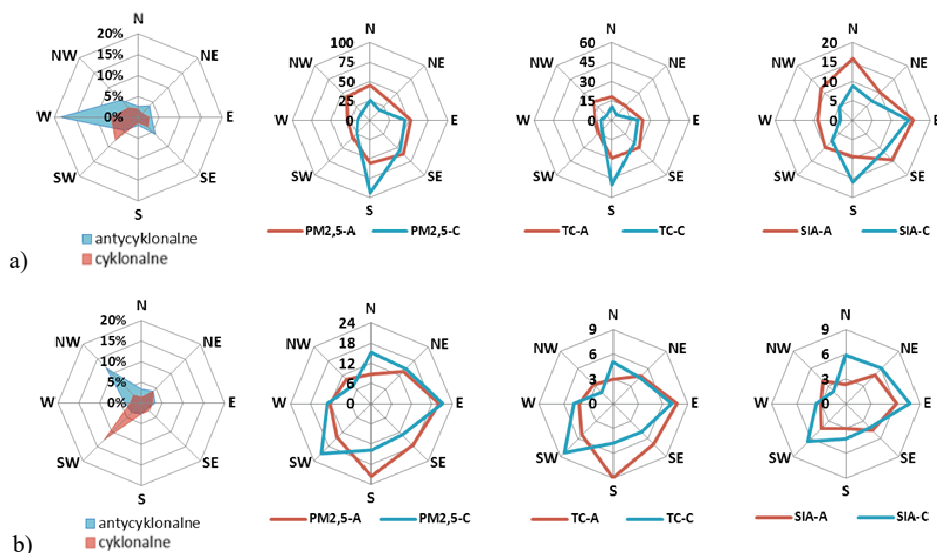 a)
N
NE
E
SE
S
SW
W
NW
20%
15%
10%
5%
0%
antycyklonalne
cyklonalne
N
NE
E
SE
S
SW
W
NW
100
75
50
25
0
PM2,5-A PM2,5-C
N
NE
E
SE
S
SW
W
NW
60
45
30
15
0
TC-A TC-C
N
NE
E
SE
S
SW
W
NW
20
15
10
5
0
SIA-A SIA-C
b)
N
NE
E
SE
S
SW
W
NW
20%
15%
10%
5%
0%
antycyklonalne
cyklonalne
N
NE
E
SE
S
SW
W
NW
24
18
12
6
0
PM2,5-A PM2,5-C
N
NE
E
SE
S
SW
W
NW
9
6
3
0
TC-A TC-C
N
NE
E
SE
S
SW
W
NW
9
6
3
0
SIA-A SIA-C